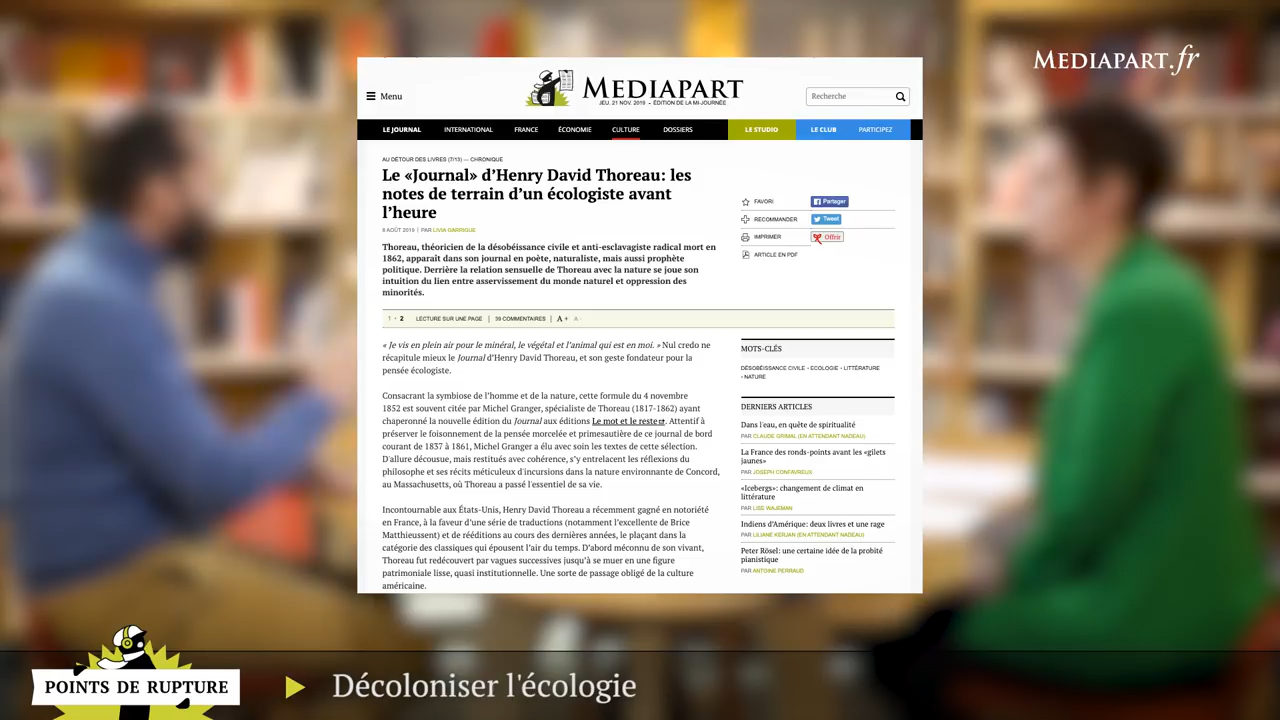 MEDIAPART.fr
Menu
MEDIAPART
JEU. 21 NOV. 2019 – ÉDITION DE LA MI-JOURNÉE
Recherche
LE JOURNAL INTERNATIONAL FRANCE ÉCONOMIE CULTURE DOSSIERS LE STUDIO LE CLUB PARTICIPEZ
AU DÉTOUR DES LIVRES (7/13) — CHRONIQUE
Le «Journal» d'Henry David Thoreau: les
notes de terrain d'un écologiste avant
l'heure
8 AOÛT 2019 | PAR LIVIA GARRIGUE
Thoreau, théoricien de la désobéissance civile et anti-esclavagiste radical mort en
1862, apparaît dans son journal en poète, naturaliste, mais aussi prophète
politique. Derrière la relation sensuelle de Thoreau avec la nature se joue son
intuition du lien entre asservissement du monde naturel et oppression des
minorités.
FAVORI Partager
RECOMMANDER Tweet
IMPRIMER Offrir
ARTICLE EN PDF
1 2 LECTURE SUR UNE PAGE | 39 COMMENTAIRES | A + A -
« Je vis en plein air pour le minéral, le végétal et l'animal qui est en moi. » Nul credo ne
récapitule mieux le Journal d'Henry David Thoreau, et son geste fondateur pour la
pensée écologiste.
Consacrant la symbiose de l'homme et de la nature, cette formule du 4 novembre
1852 est souvent citée par Michel Granger, spécialiste de Thoreau (1817-1862) ayant
chaperonné la nouvelle édition du Journal aux éditions Le mot et le reste. Attentif à
préserver le foisonnement de la pensée morcelée et primesautière de ce journal de bord
courant de 1837 à 1861, Michel Granger a élu avec soin les textes de cette sélection.
D'allure décousue, mais restitués avec cohérence, s'y entrelacent les réflexions du
philosophe et ses récits méticuleux d'incursions dans la nature environnante de Concord,
au Massachusetts, où Thoreau a passé l'essentiel de sa vie.
Incontournable aux États-Unis, Henry David Thoreau a récemment gagné en notoriété
en France, à la faveur d'une série de traductions (notamment l'excellente de Brice
Matthieussent) et de rééditions au cours des dernières années, le plaçant dans la
catégorie des classiques qui épousent l'air du temps. D'abord méconnu de son vivant,
Thoreau fut redécouvert par vagues successives jusqu'à se muer en une figure
patrimoniale lisse, quasi institutionnelle. Une sorte de passage obligé de la culture
américaine.
MOTS-CLÉS
DÉSOBÉISSANCE CIVILE • ECOLOGIE • LITTÉRATURE
• NATURE
DERNIERS ARTICLES
Dans l'eau, en quête de spiritualité
PAR CLAUDE GRIMAL (EN ATTENDANT NADEAU)
La France des ronds-points avant les «gilets
jaunes»
PAR JOSEPH CONFAVREUX
«Icebergs»: changement de climat en
littérature
PAR LISE WAJEMAN
Indiens d'Amérique: deux livres et une rage
PAR LILIANE KERJAN (EN ATTENDANT NADEAU)
Peter Rösel: une certaine idée de la probité
pianistique
PAR ANTOINE PERRAUD
POINTS DE RUPTURE
Décoloniser l'écologie